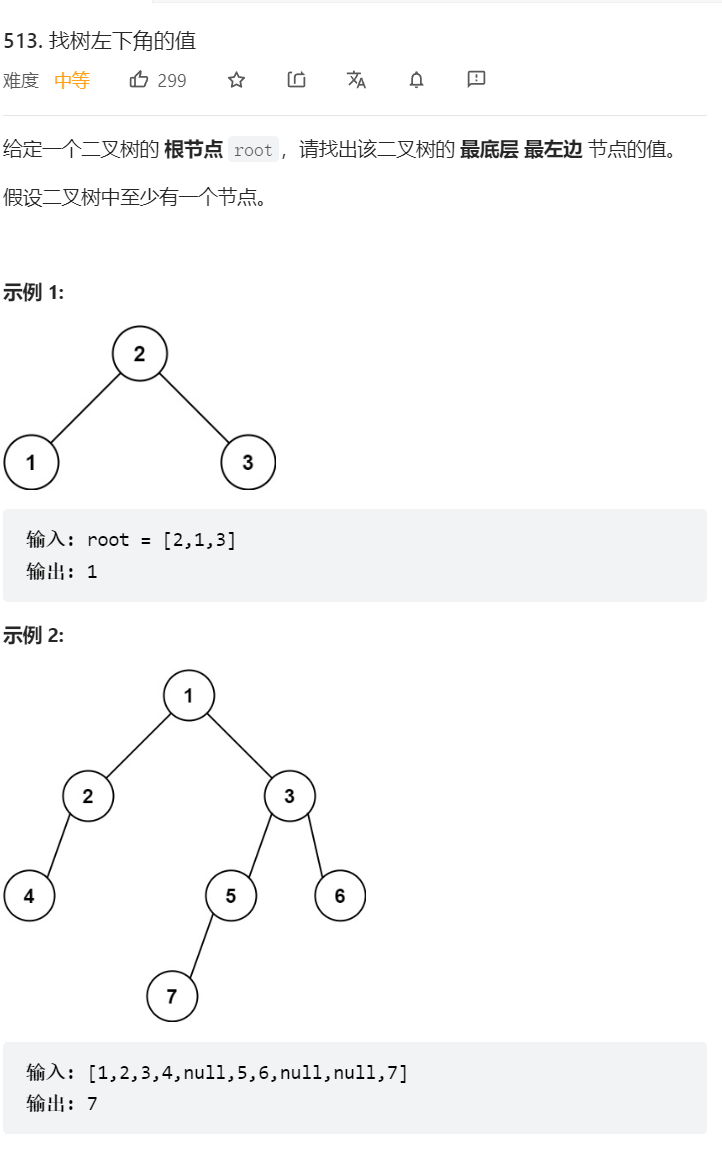 513. 找树左下角的值
难度 中等 299
给定一个二叉树的 根节点 root，请找出该二叉树的 最底层 最左边 节点的值。
假设二叉树中至少有一个节点。
示例 1:
2
1 3
输入: root = [2,1,3]
输出: 1
示例 2:
1
2 3
4 5 6
7
输入: [1,2,3,4,null,5,6,null,null,7]
输出: 7